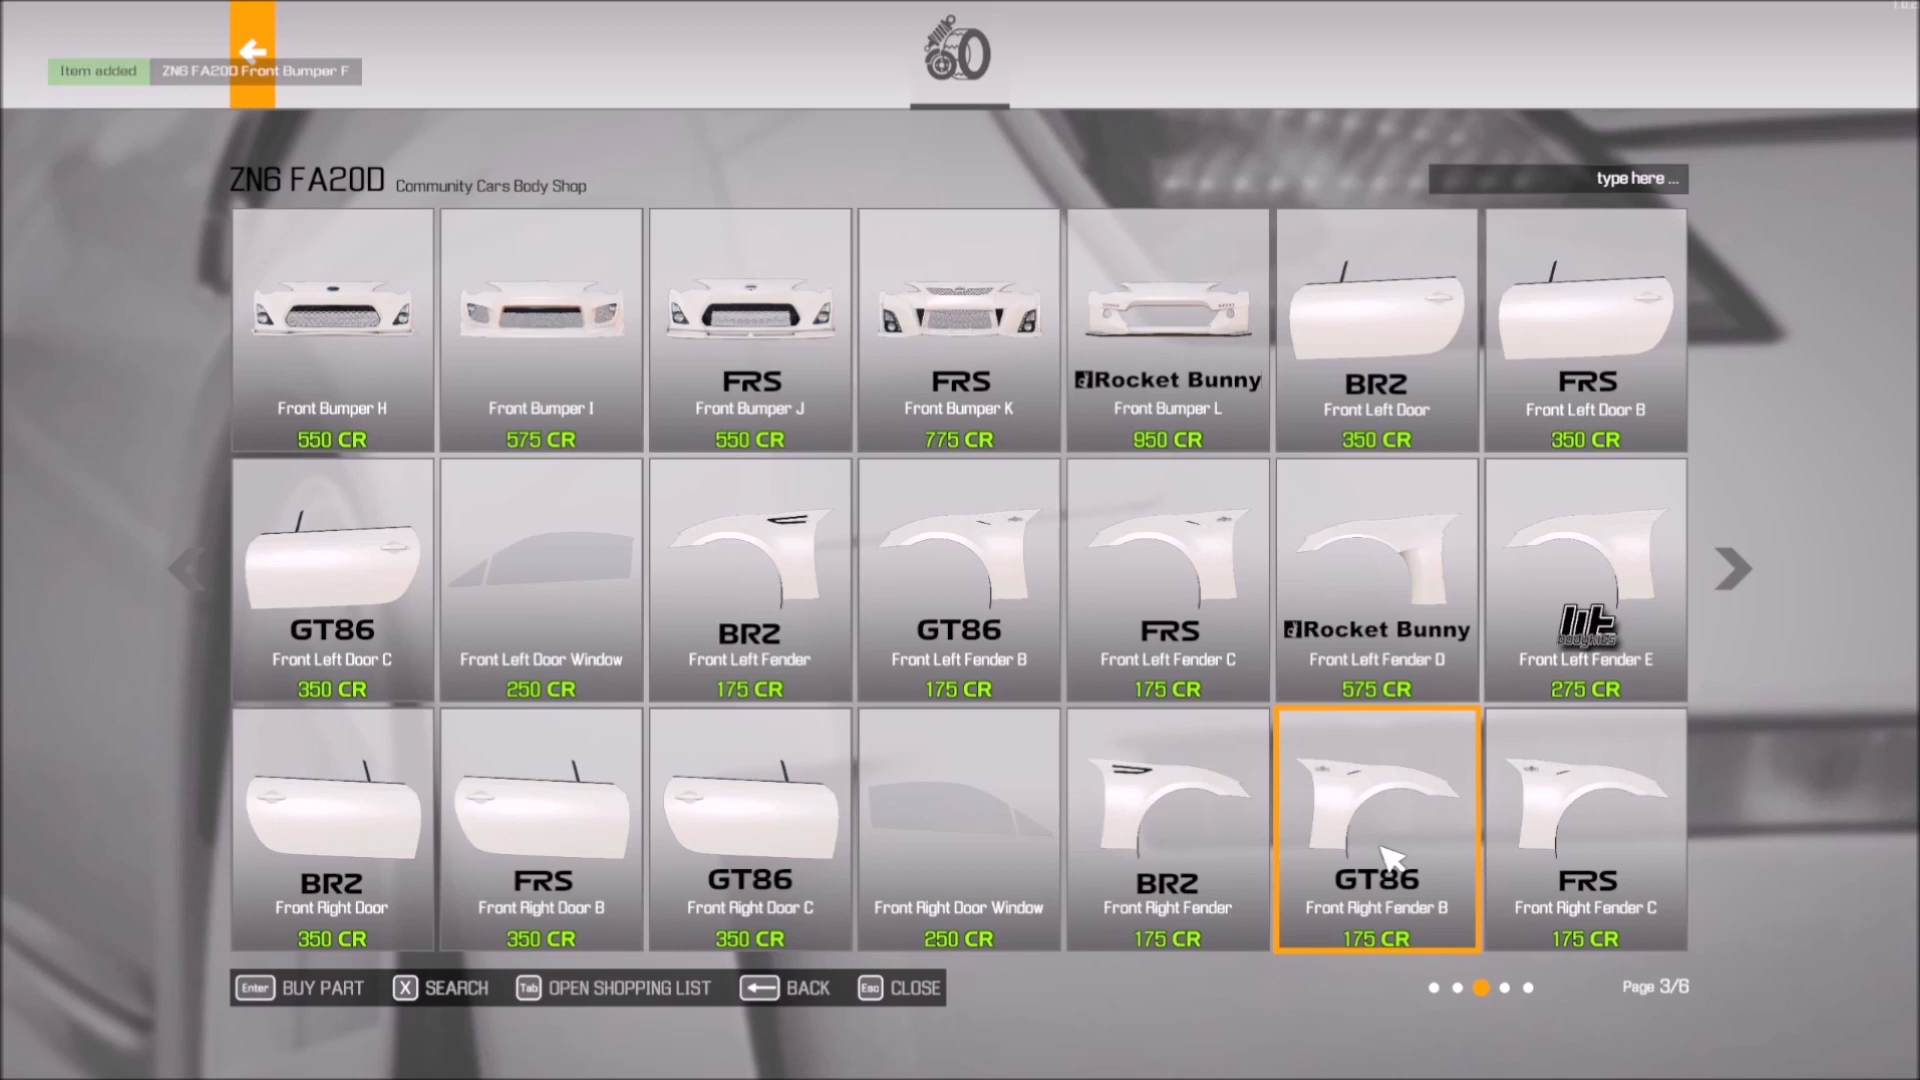 Item added ZN6 FA20D Front Bumper F
ZN6 FA20D Community Cars Body Shop
type here ...
Front Bumper H
550 CR
Front Bumper I
575 CR
FRS
Front Bumper J
550 CR
FRS
Front Bumper K
775 CR
Rocket Bunny
Front Bumper L
950 CR
BRZ
Front Left Door
350 CR
FRS
Front Left Door B
350 CR
GT86
Front Left Door C
350 CR
Front Left Door Window
250 CR
BRZ
Front Left Fender
175 CR
GT86
Front Left Fender B
175 CR
FRS
Front Left Fender C
175 CR
Rocket Bunny
Front Left Fender D
575 CR
Front Left Fender E
275 CR
BRZ
Front Right Door
350 CR
FRS
Front Right Door B
350 CR
GT86
Front Right Door C
350 CR
Front Right Door Window
250 CR
BRZ
Front Right Fender
175 CR
GT86
Front Right Fender B
175 CR
FRS
Front Right Fender C
175 CR
Enter BUY PART X SEARCH Tab OPEN SHOPPING LIST BACK Esc CLOSE
Page 3/6